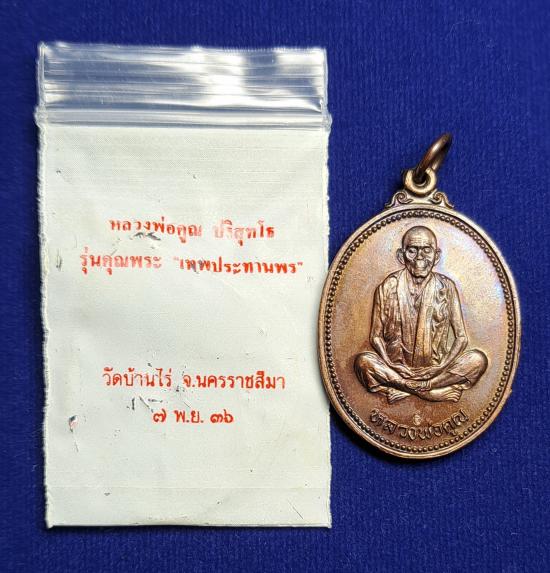 หลวงพ่อคูณ ปริสุทโธ
รุ่นคุณพระ "เทพประทานพร"
วัดบ้านไร่ จ.นครราชสีมา
๗ พ.ย. ๓๖
หลวงพ่อคูณ